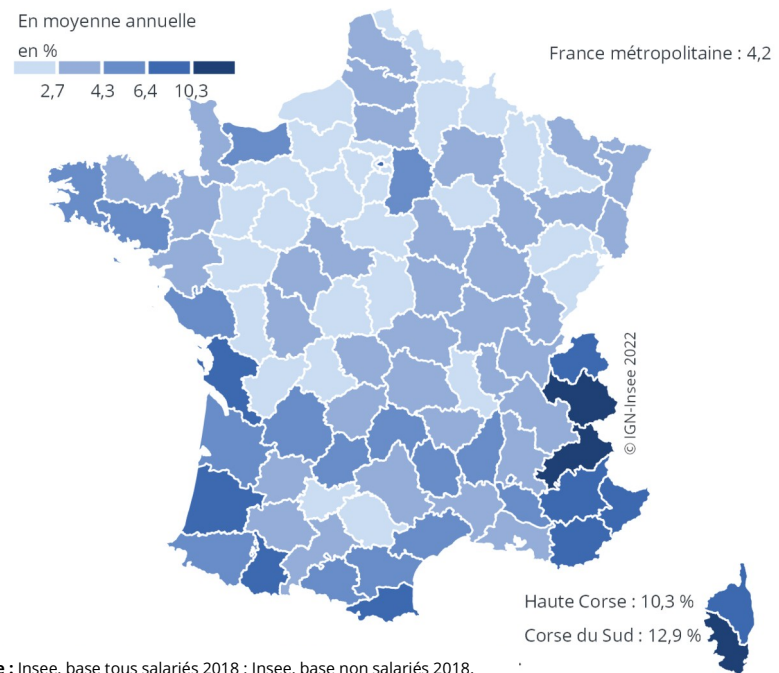 En moyenne annuelle
en %
2,7 4,3 6,4 10,3
France métropolitaine : 4,2
© IGN-Insee 2022
Haute Corse : 10,3 %
Corse du Sud : 12,9 %
e : Insee, base tous salariés 2018 ; Insee, base non salariés 2018.